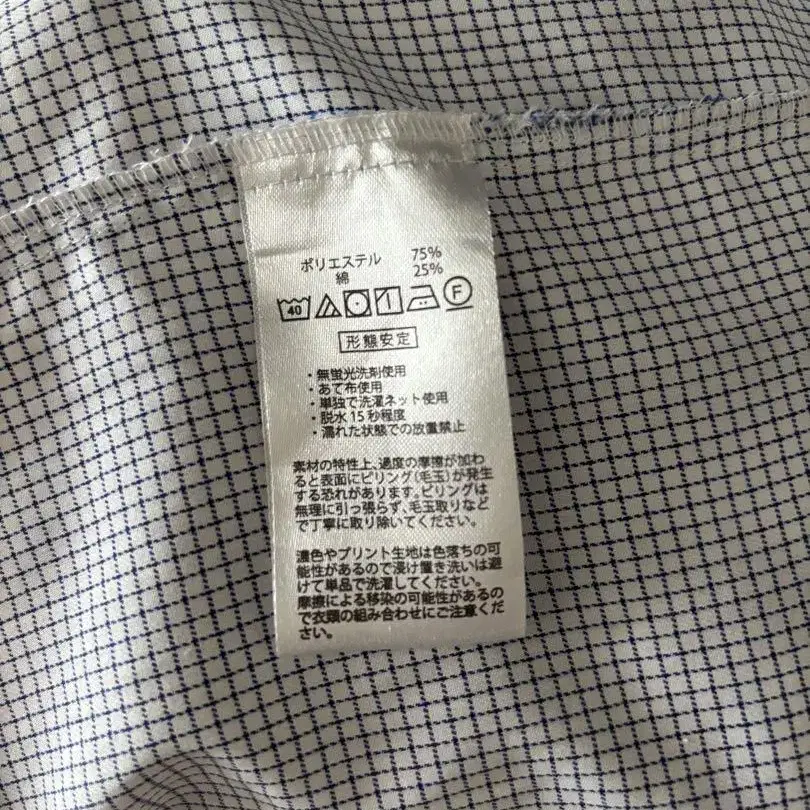 ポリエステル 75%
綿 25%
40 F
形態安定
・無蛍光洗剤使用
・あて布使用
・単独で洗濯ネット使用
・脱水15秒程度
・濡れた状態での放置禁止
素材の特性上、過度の摩擦が加わ
ると表面にピリング(毛玉)が発生
する恐れがあります。ピリングは
無理に引っ張らず、毛玉取りなど
で丁寧に取り除いてください。
濃色やプリント生地は色落ちの可
能性があるので浸け置き洗いは避
けて単品で洗濯してください。
摩擦による移染の可能性があるの
で衣類の組み合わせにご注意くだ
さい。